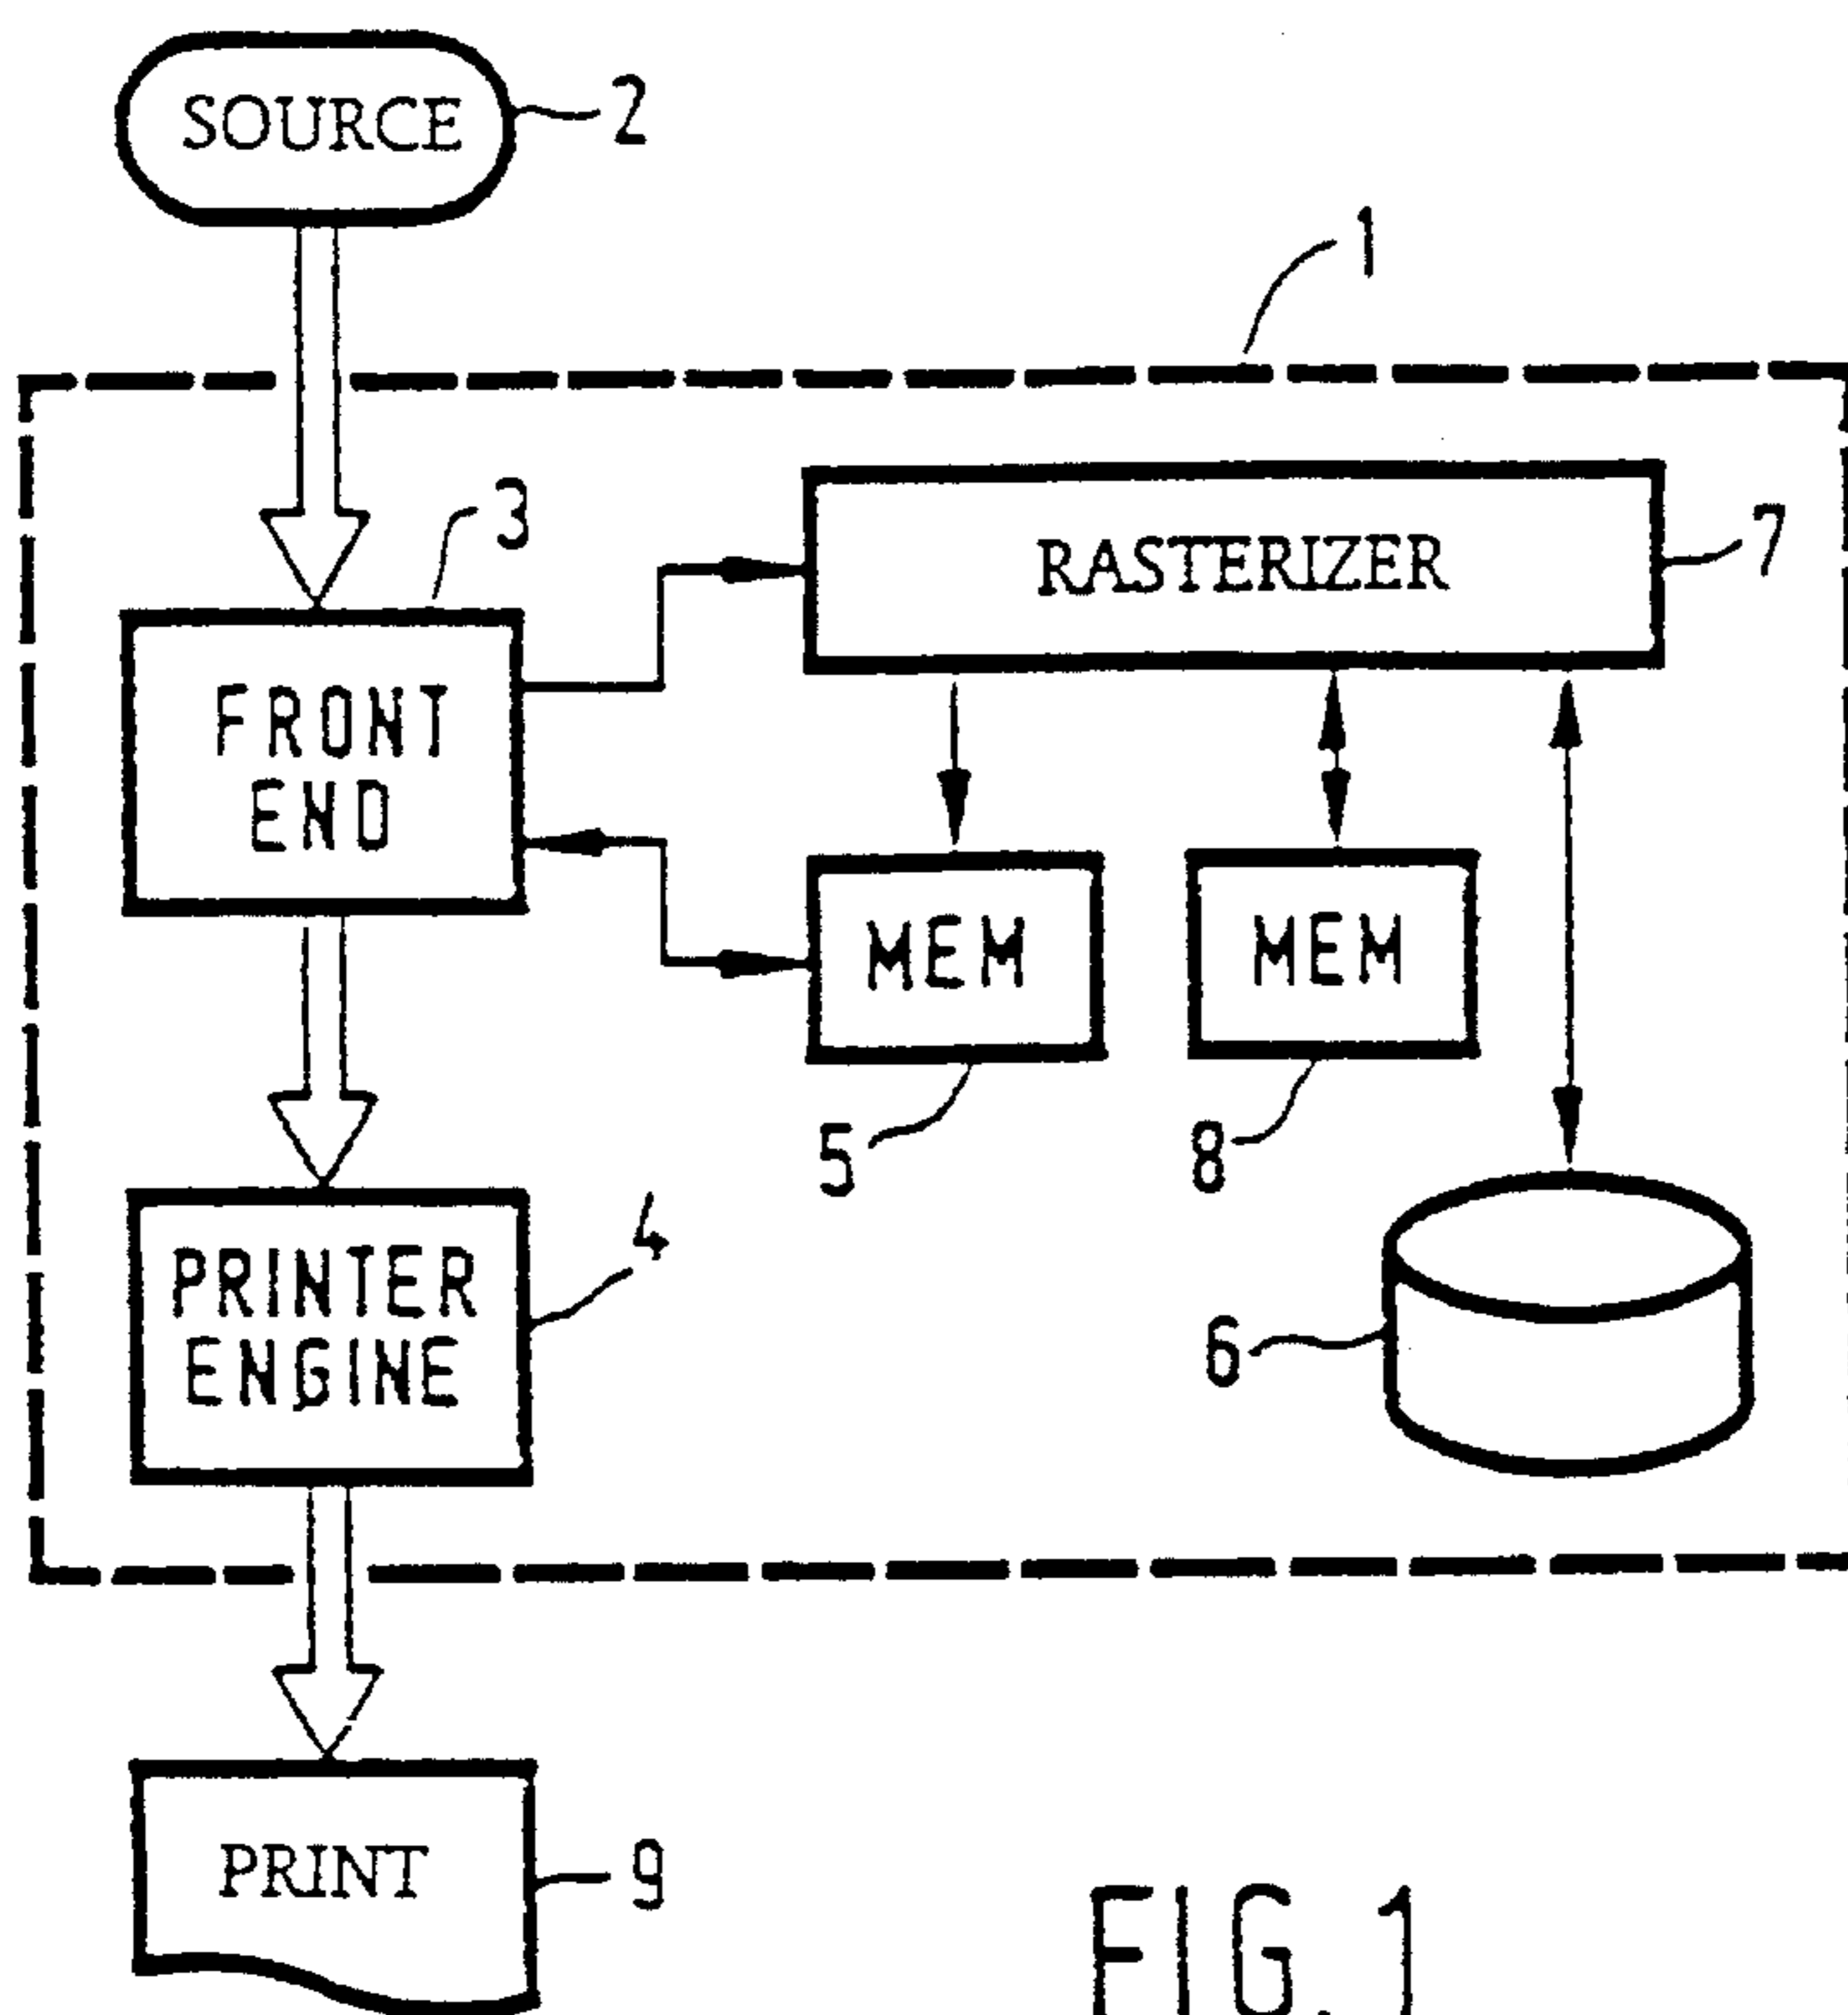 SOURCE
2
1
3
RASTERIZER
7
FRONT
END
MEM
MEM
5
8
4
PRINTER
ENGINE
6
PRINT
9
FIG. 1